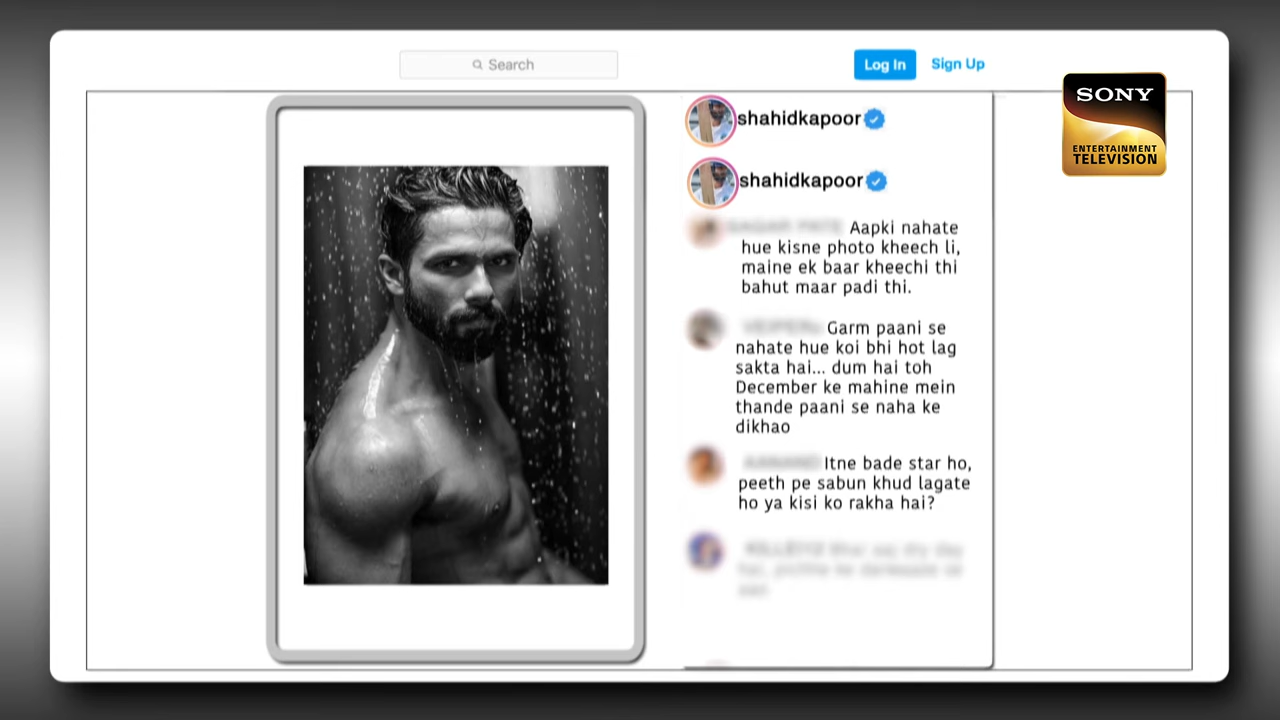 Search
Log In
Sign Up
SONY
ENTERTAINMENT
TELEVISION
shahidkapoor
shahidkapoor
Aapki nahate
hue kisne photo kheech li,
maine ek baar kheechi thi
bahut maar padi thi.
Garm paani se
nahate hue koi bhi hot lag
sakta hai... dum hai toh
December ke mahine mein
thande paani se naha ke
dikhao
Itne bade star ho,
peeth pe sabun khud lagate
ho ya kisi ko rakha hai?